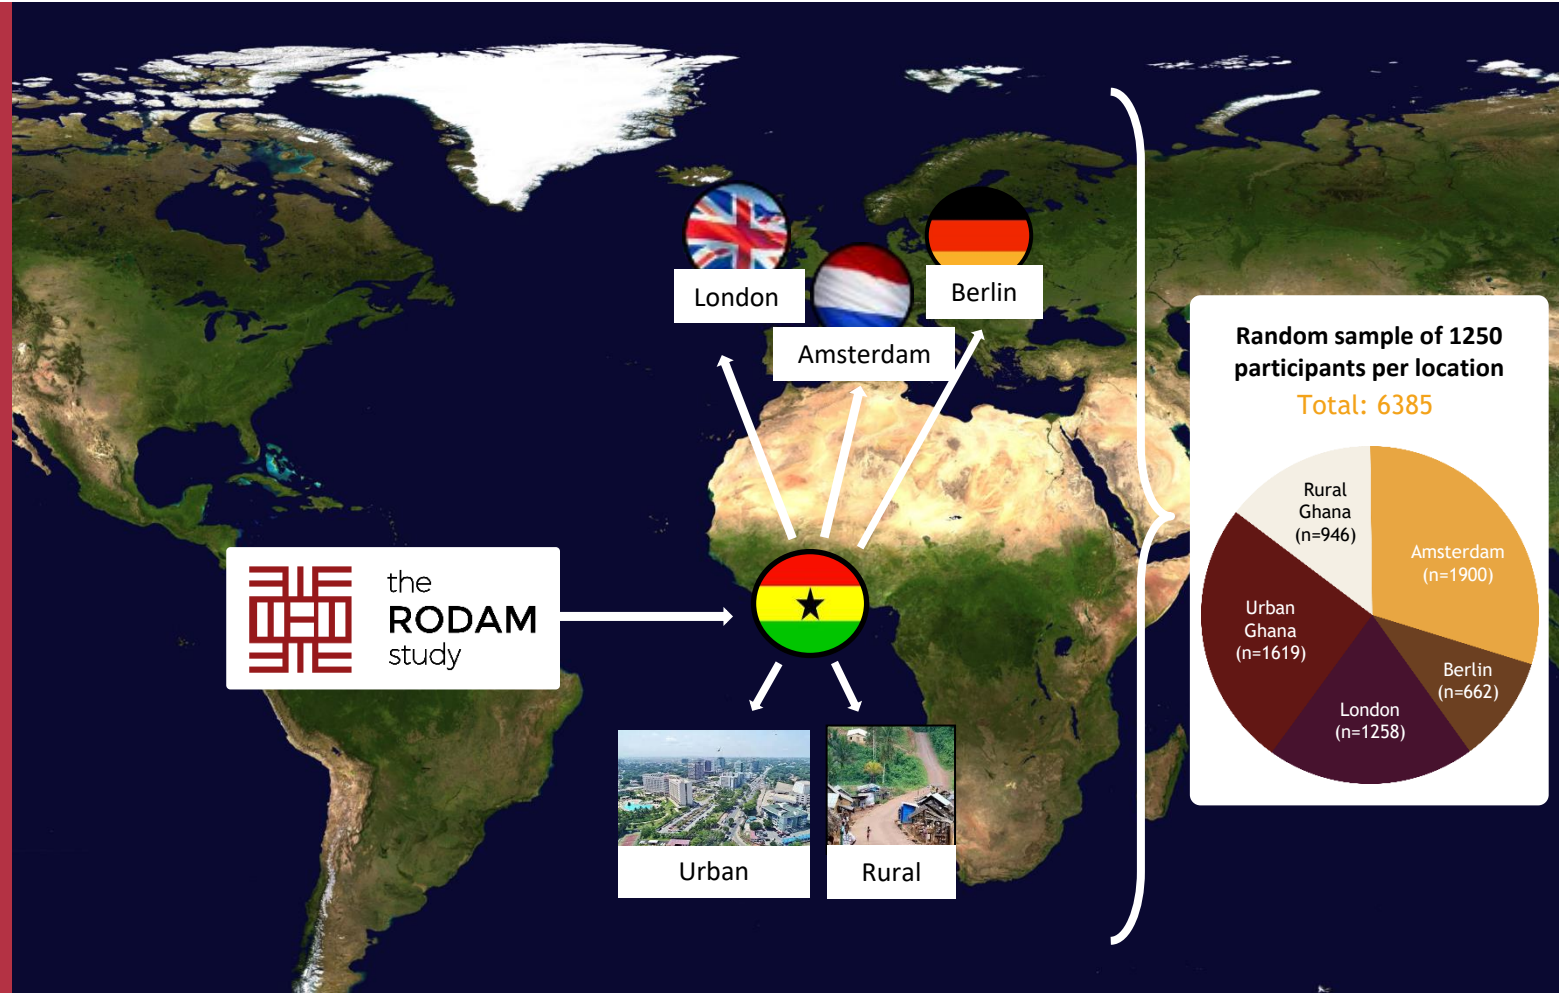 London
Amsterdam
Berlin
the
RODAM
study
Urban
Rural
Random sample of 1250
participants per location
Total: 6385
Rural
Ghana
(n=946)
Amsterdam
(n=1900)
Urban
Ghana
(n=1619)
Berlin
(n=662)
London
(n=1258)